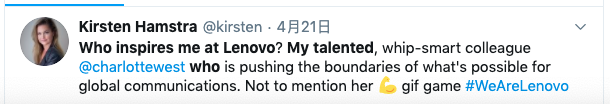 Kirsten Hamstra @kirsten · 4月21日
Who inspires me at Lenovo? My talented, whip-smart colleague
@charlottewest who is pushing the boundaries of what's possible for
global communications. Not to mention her 💪 gif game #WeAreLenovo